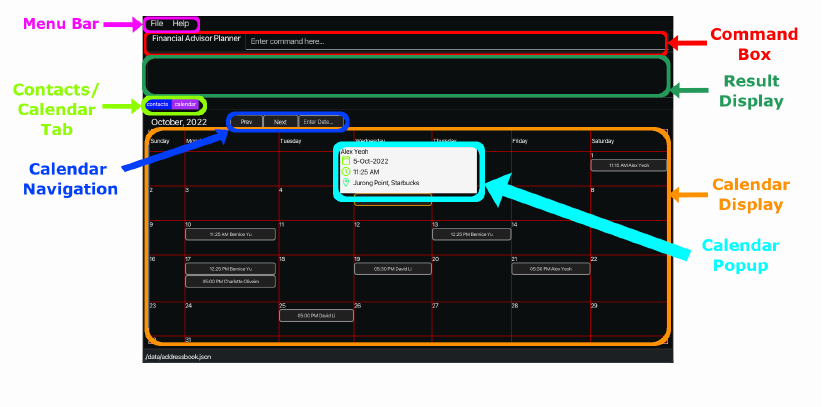 Menu Bar
File Help
Financial Advisor Planner
Enter command here...
Command
Box
Result
Display
Contacts/
Calendar
Tab
contacts calendar
October, 2022
Prev
Next
Enter Date...
Calendar
Navigation
Sunday
Tuesday
Wednesday
Thursday
Friday
Saturday
Alex Yeoh
5-Oct-2022
11:25 AM
Jurong Point, Starbucks
1
11:15 AM Alex Yeoh
Calendar
Display
2
3
4
8
Calendar
Popup
9
10
11
12
13
14
15
11:25 AM Bernice Yu
12:25 PM Bernice Yu
16
17
18
19
20
21
22
12:25 PM Bernice Yu
05:30 PM David Li
05:30 PM Alex Yeoh
05:00 PM Charlotte Oliveiro
23
24
25
26
27
28
29
05:00 PM David Li
30
31
/data/addressbook.json